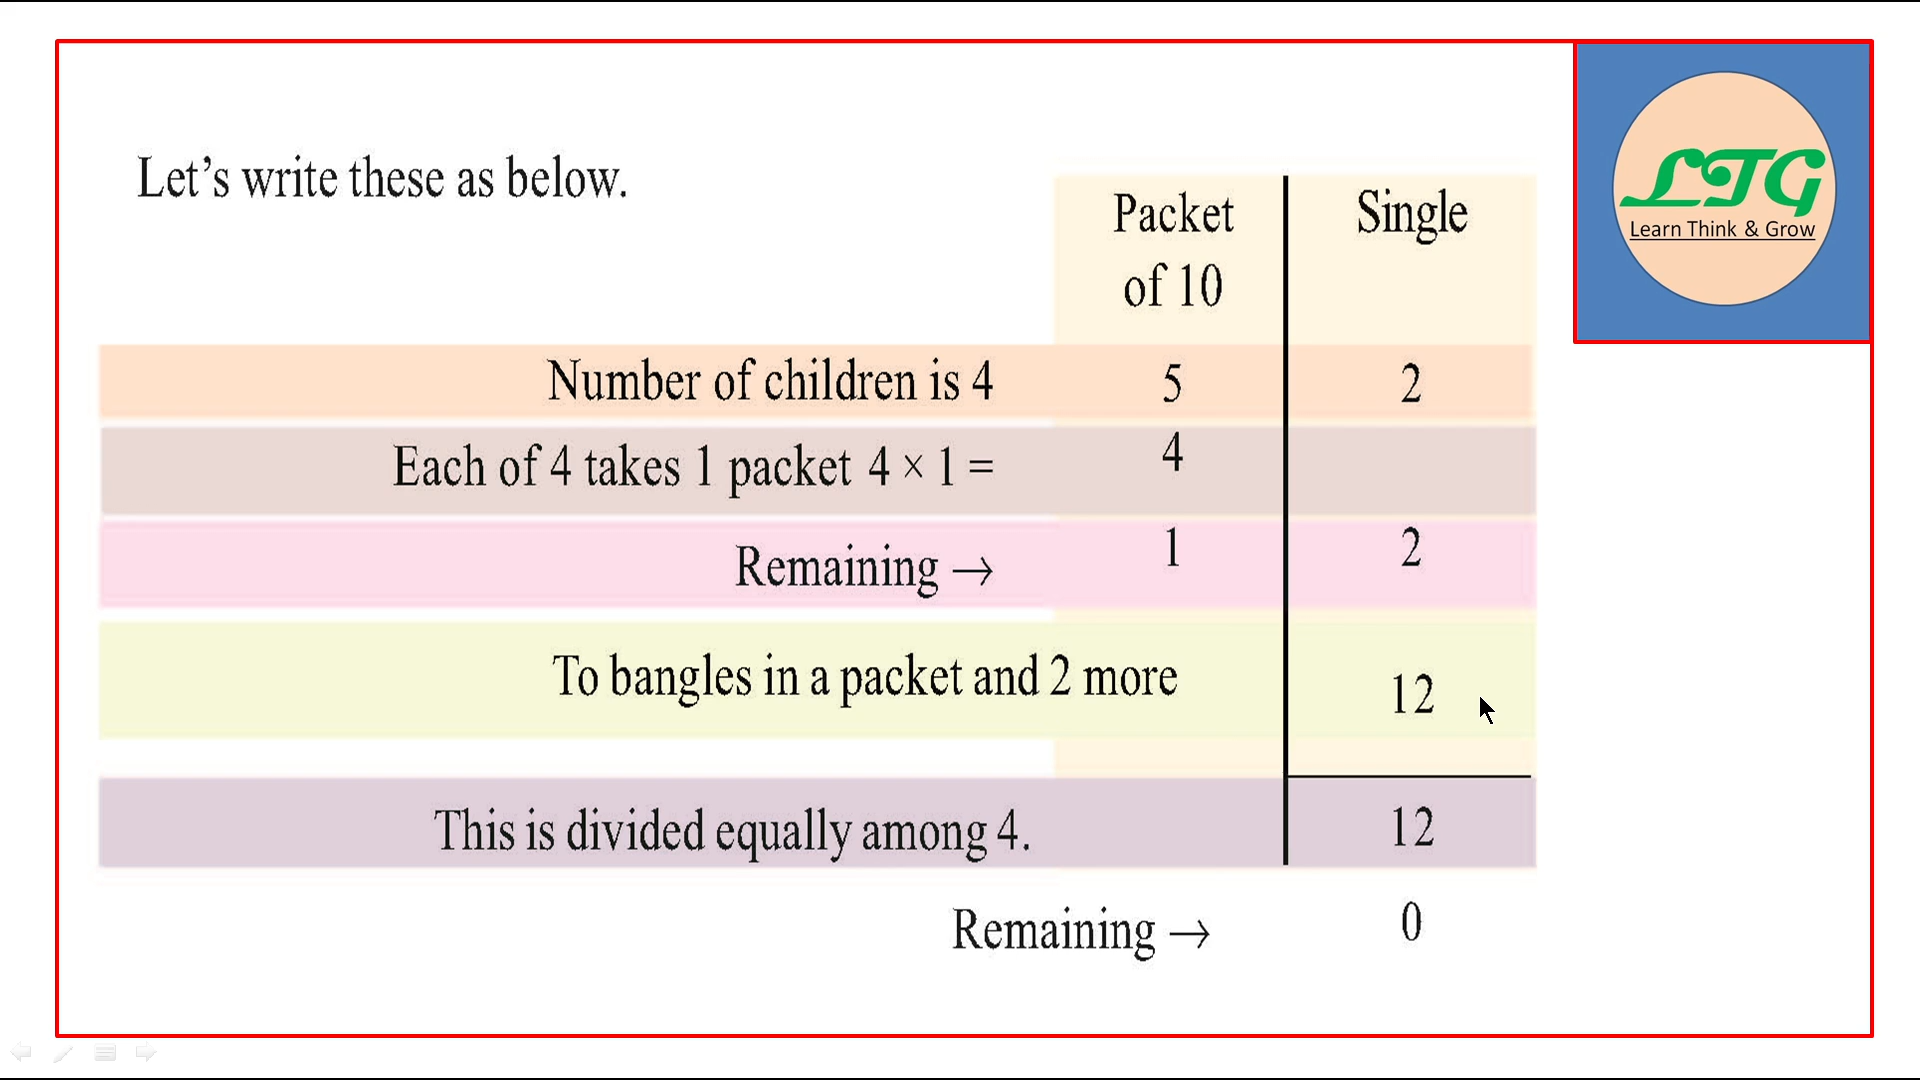 Let's write these as below.
Packet Single
of 10
Number of children is 4 5 2
Each of 4 takes 1 packet 4 × 1 = 4
Remaining → 1 2
To bangles in a packet and 2 more 12
This is divided equally among 4. 12
Remaining → 0
LTG
Learn Think & Grow